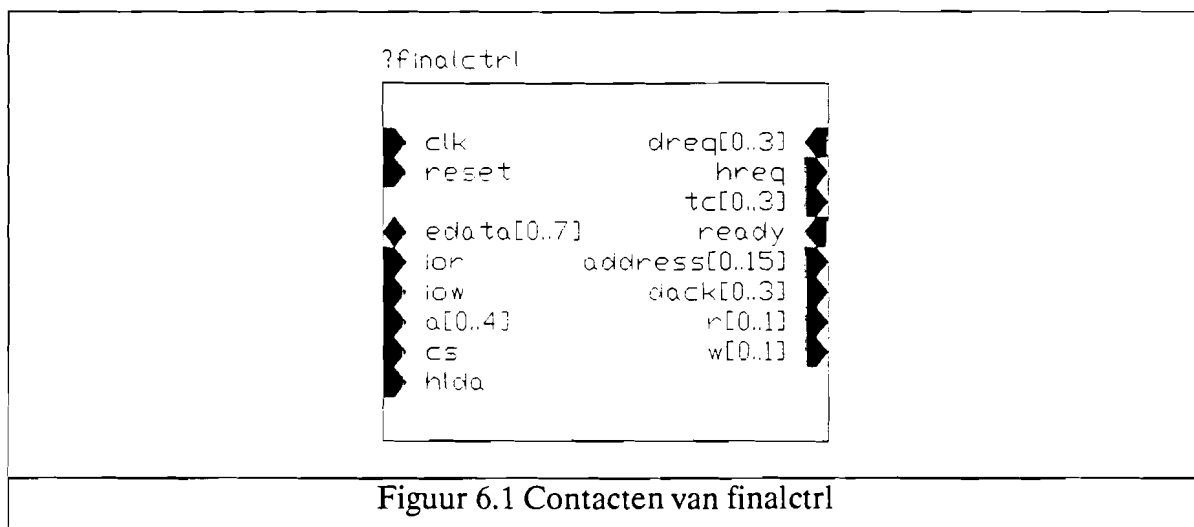 ?finalctrl
clk
reset
edata[0..7]
ior
iow
a[0..4]
cs
hlda
dreq[0..3]
hreq
tc[0..3]
ready
address[0..15]
dack[0..3]
r[0..1]
w[0..1]
Figuur 6.1 Contacten van finalctrl